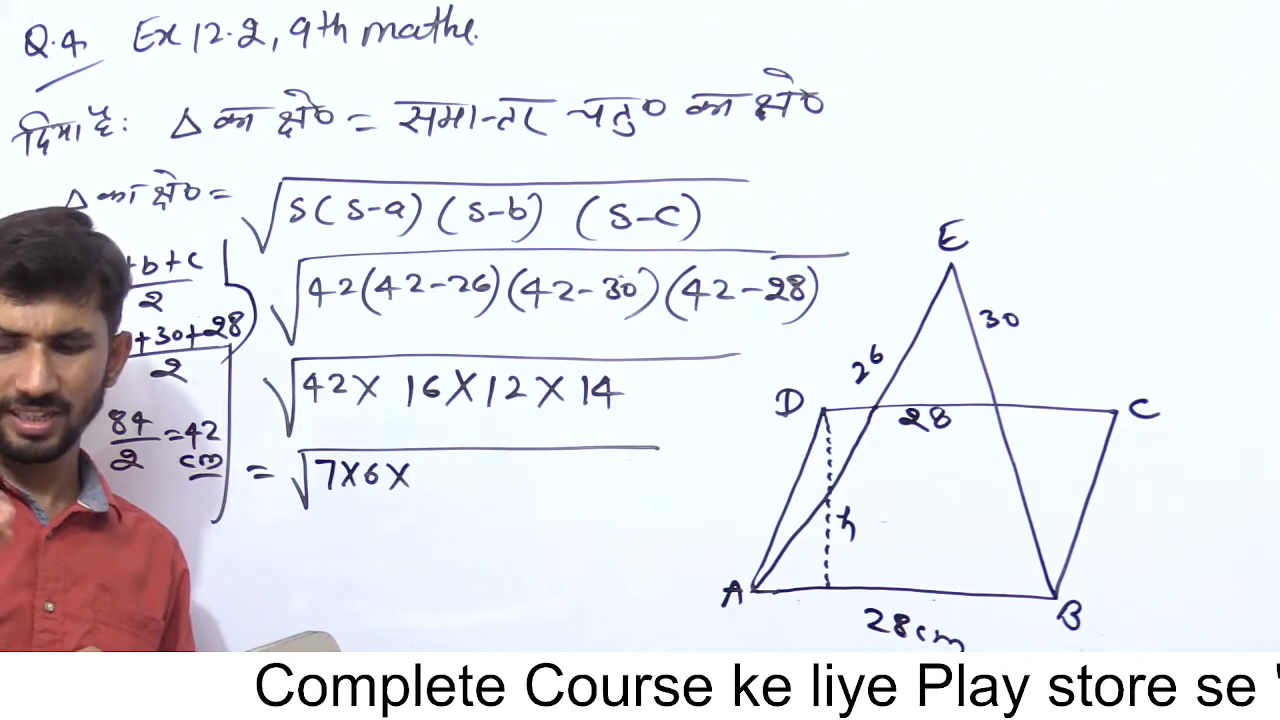 Q.4 Ex 12.2, 9th mathe.
दिया है: △ का क्षे० = समान्तर चतु० का क्षे०
△ का क्षे० = √s(s-a)(s-b)(s-c)
+b+c/2
√42(42-26)(42-30)(42-28)
+30+28/2
√42× 16×12×14
84/2 =42 cm
= √7×6×
E
30
26
D
28
C
h
A
B
28cm
Complete Course ke liye Play store se '